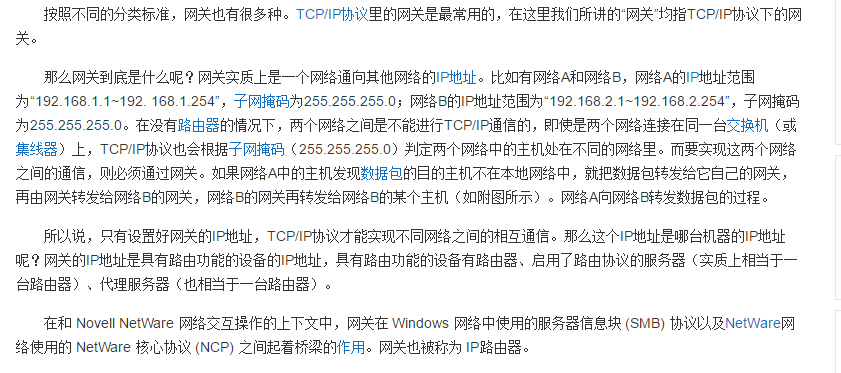 按照不同的分类标准，网关也有很多种。TCP/IP协议里的网关是最常用的，在这里我们所讲的“网关”均指TCP/IP协议下的网
关。
那么网关到底是什么呢？网关实质上是一个网络通向其他网络的IP地址。比如有网络A和网络B，网络A的IP地址范围
为“192.168.1.1~192. 168.1.254”，子网掩码为255.255.255.0；网络B的IP地址范围为“192.168.2.1~192.168.2.254”，子网掩码
为255.255.255.0。在没有路由器的情况下，两个网络之间是不能进行TCP/IP通信的，即使是两个网络连接在同一台交换机（或
集线器）上，TCP/IP协议也会根据子网掩码（255.255.255.0）判定两个网络中的主机处在不同的网络里。而要实现这两个网络
之间的通信，则必须通过网关。如果网络A中的主机发现数据包的目的主机不在本地网络中，就把数据包转发给它自己的网关，
再由网关转发给网络B的网关，网络B的网关再转发给网络B的某个主机（如附图所示）。网络A向网络B转发数据包的过程。
所以说，只有设置好网关的IP地址，TCP/IP协议才能实现不同网络之间的相互通信。那么这个IP地址是哪台机器的IP地址
呢？网关的IP地址是具有路由功能的设备的IP地址，具有路由功能的设备有路由器、启用了路由协议的服务器（实质上相当于一
台路由器）、代理服务器（也相当于一台路由器）。
在和 Novell NetWare 网络交互操作的上下文中，网关在 Windows 网络中使用的服务器信息块 (SMB) 协议以及NetWare网
络使用的 NetWare 核心协议 (NCP) 之间起着桥梁的作用。网关也被称为 IP路由器。